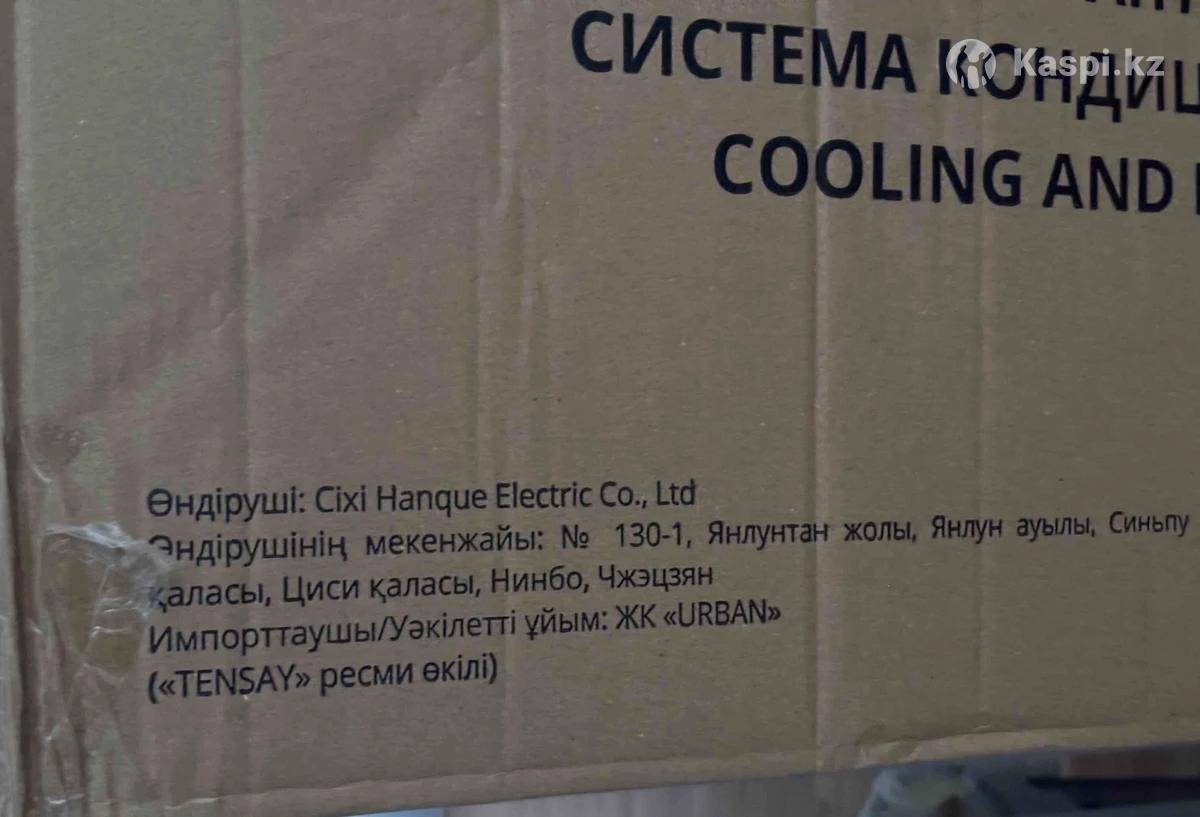 СИСТЕМА
Kaspi.kz
COOLING AND
Өндіруші: Cixi Hanque Electric Co., Ltd
Өндірушінің мекенжайы: № 130-1, Янлунтан жолы, Янлун ауылы, Синьпу
қаласы, Циси қаласы, Нинбо, Чжэцзян
Импорттаушы/Уәкілетті ұйым: ЖК «URBAN»
(«TENSAY» ресми өкілі)